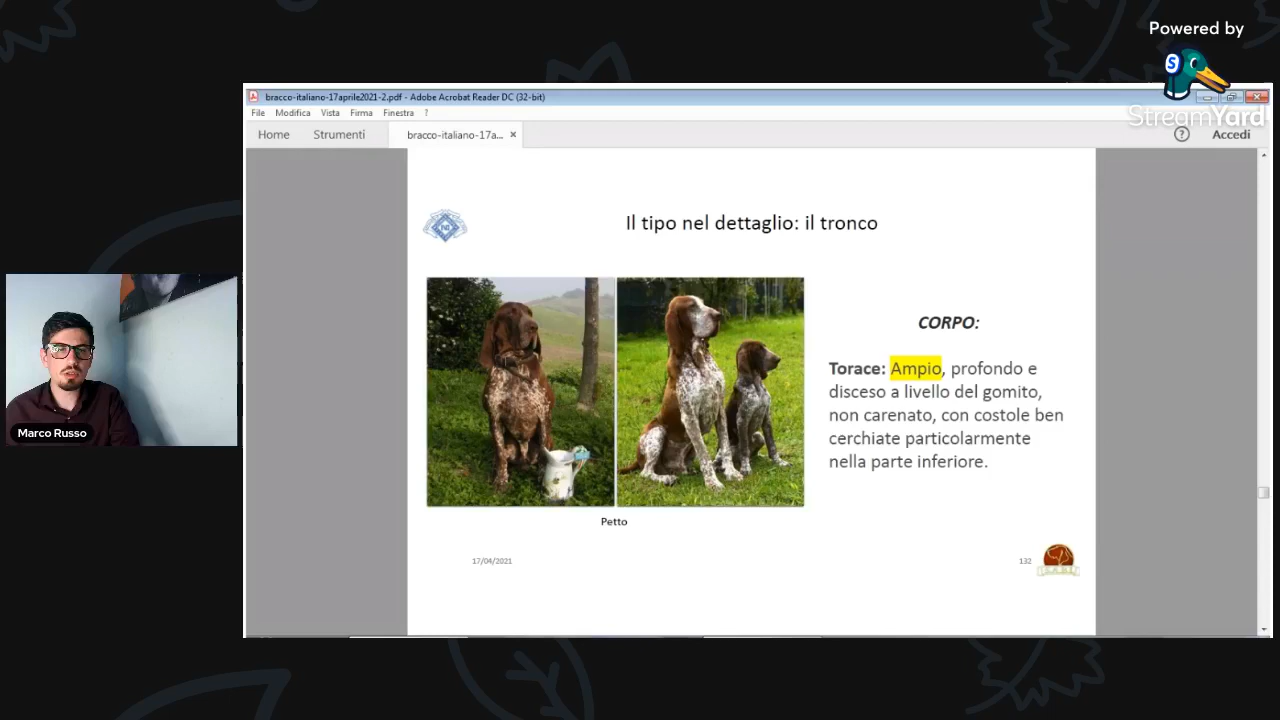 Powered by
StreamYard
bracco-italiano-17aprile2021-2.pdf - Adobe Acrobat Reader DC (32-bit)
File Modifica Vista Firma Finestra ?
Home Strumenti bracco-italiano-17a... × ? Accedi
Il tipo nel dettaglio: il tronco
CORPO:
Torace: Ampio, profondo e
disceso a livello del gomito,
non carenato, con costole ben
cerchiate particolarmente
nella parte inferiore.
Marco Russo
Petto
17/04/2021
132